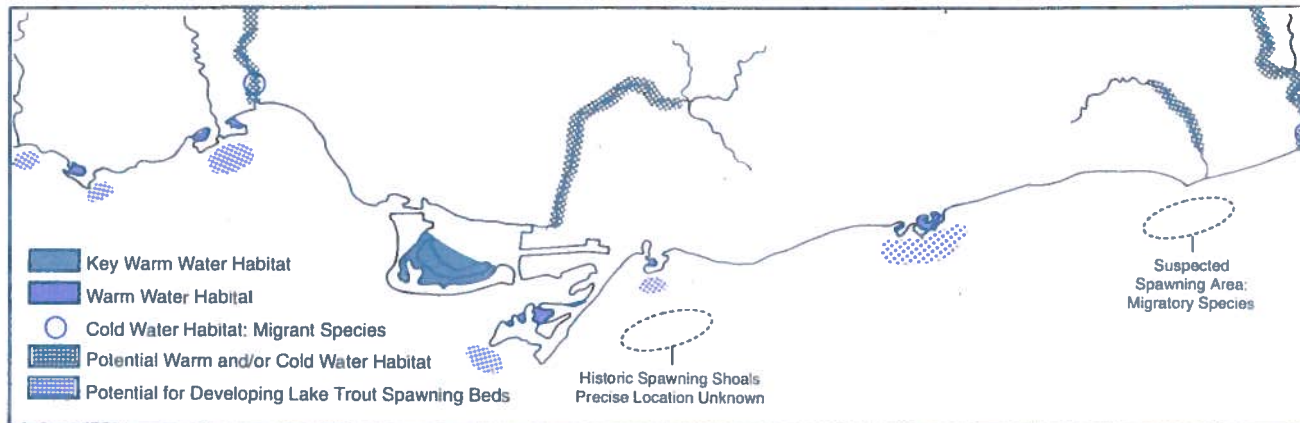 Key Warm Water Habitat
Warm Water Habitat
Cold Water Habitat: Migrant Species
Potential Warm and/or Cold Water Habitat
Potential for Developing Lake Trout Spawning Beds
Historic Spawning Shoals
Precise Location Unknown
Suspected
Spawning Area:
Migratory Species